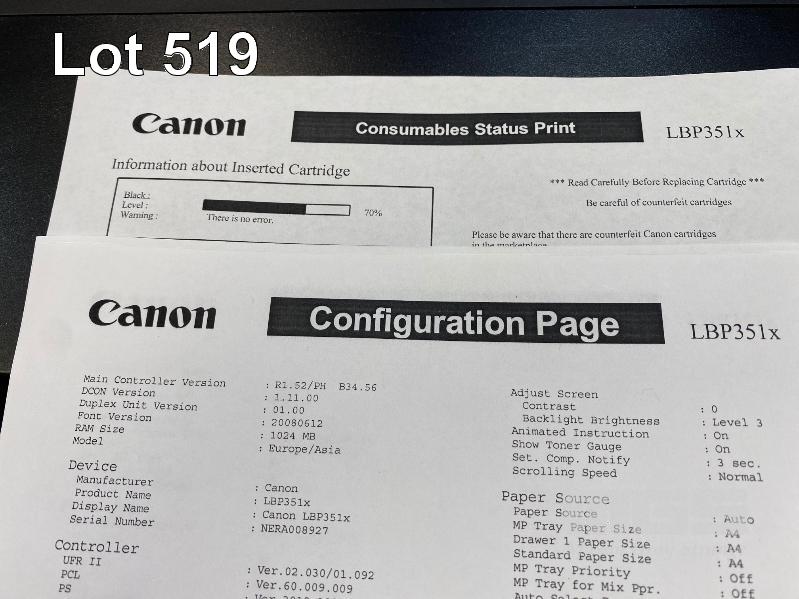 Lot 519
Canon
Consumables Status Print
LBP351x
Information about Inserted Cartridge
Black :
Level : 70%
Warning : There is no error.
*** Read Carefully Before Replacing Cartridge ***
Be careful of counterfeit cartridges
Please be aware that there are counterfeit Canon cartridges
in the marketplace
Canon
Configuration Page
LBP351x
Main Controller Version : R1.52/PH B34.56
DCON Version : 1.11.00
Duplex Unit Version : 01.00
Font Version : 20080612
RAM Size : 1024 MB
Model : Europe/Asia
Device
Manufacturer : Canon
Product Name : LBP351x
Display Name : Canon LBP351x
Serial Number : NERA008927
Controller
UFR II : Ver.02.030/01.092
PCL : Ver.60.009.009
PS
Adjust Screen
Contrast : 0
Backlight Brightness : Level 3
Animated Instruction : On
Show Toner Gauge : On
Set. Comp. Notify : 3 sec.
Scrolling Speed : Normal
Paper Source
Paper Source : Auto
MP Tray Paper Size : A4
Drawer 1 Paper Size : A4
Standard Paper Size : A4
MP Tray Priority : Off
MP Tray for Mix Ppr. : Off